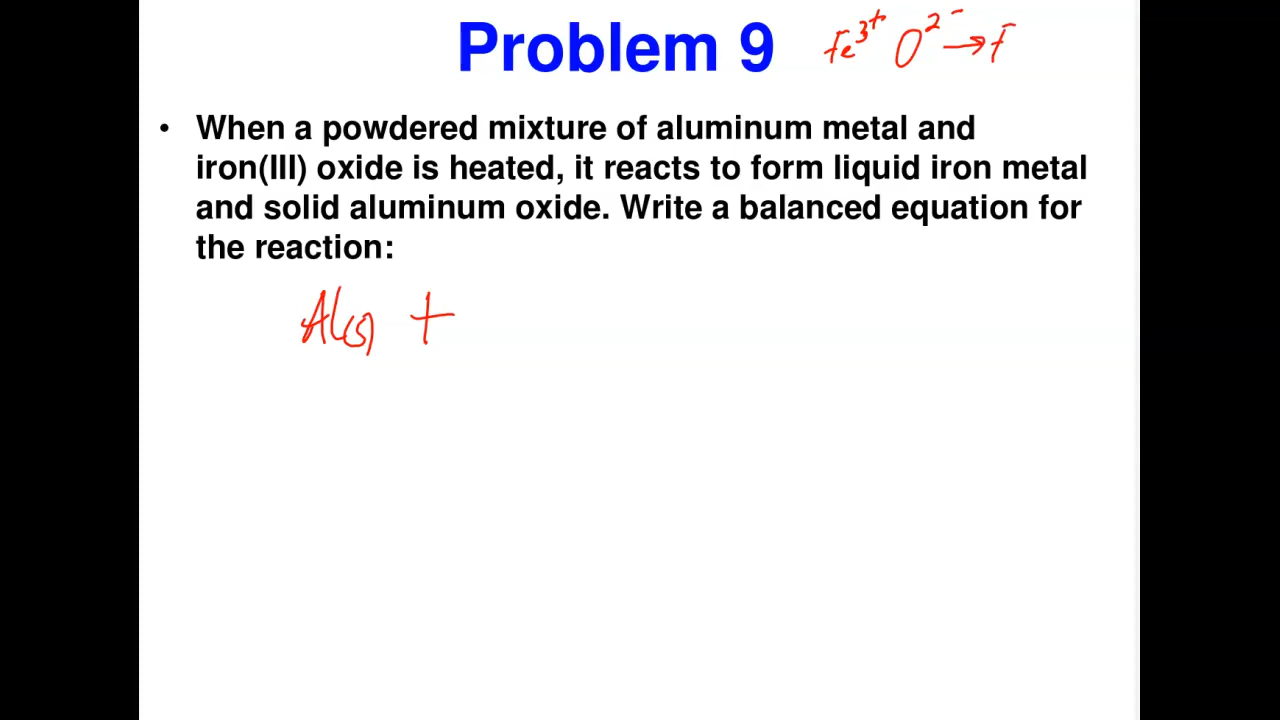 Problem 9
Fe³⁺ O²⁻ → F
• When a powdered mixture of aluminum metal and
iron(III) oxide is heated, it reacts to form liquid iron metal
and solid aluminum oxide. Write a balanced equation for
the reaction:
Al(s) +